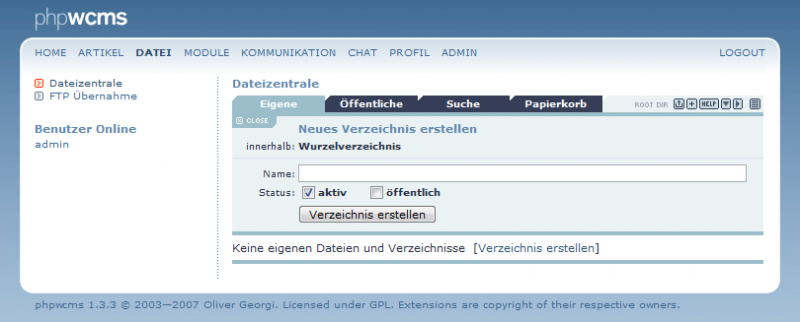 phpwcms
HOME ARTIKEL DATEI MODULE KOMMUNIKATION CHAT PROFIL ADMIN LOGOUT
Dateizentrale
FTP Übernahme
Benutzer Online
admin
Dateizentrale
Eigene Öffentliche Suche Papierkorb ROOT DIR HELP
CLOSE
Neues Verzeichnis erstellen
innerhalb: Wurzelverzeichnis
Name:
Status: aktiv öffentlich
Verzeichnis erstellen
Keine eigenen Dateien und Verzeichnisse [Verzeichnis erstellen]
phpwcms 1.3.3 © 2003—2007 Oliver Georgi. Licensed under GPL. Extensions are copyright of their respective owners.